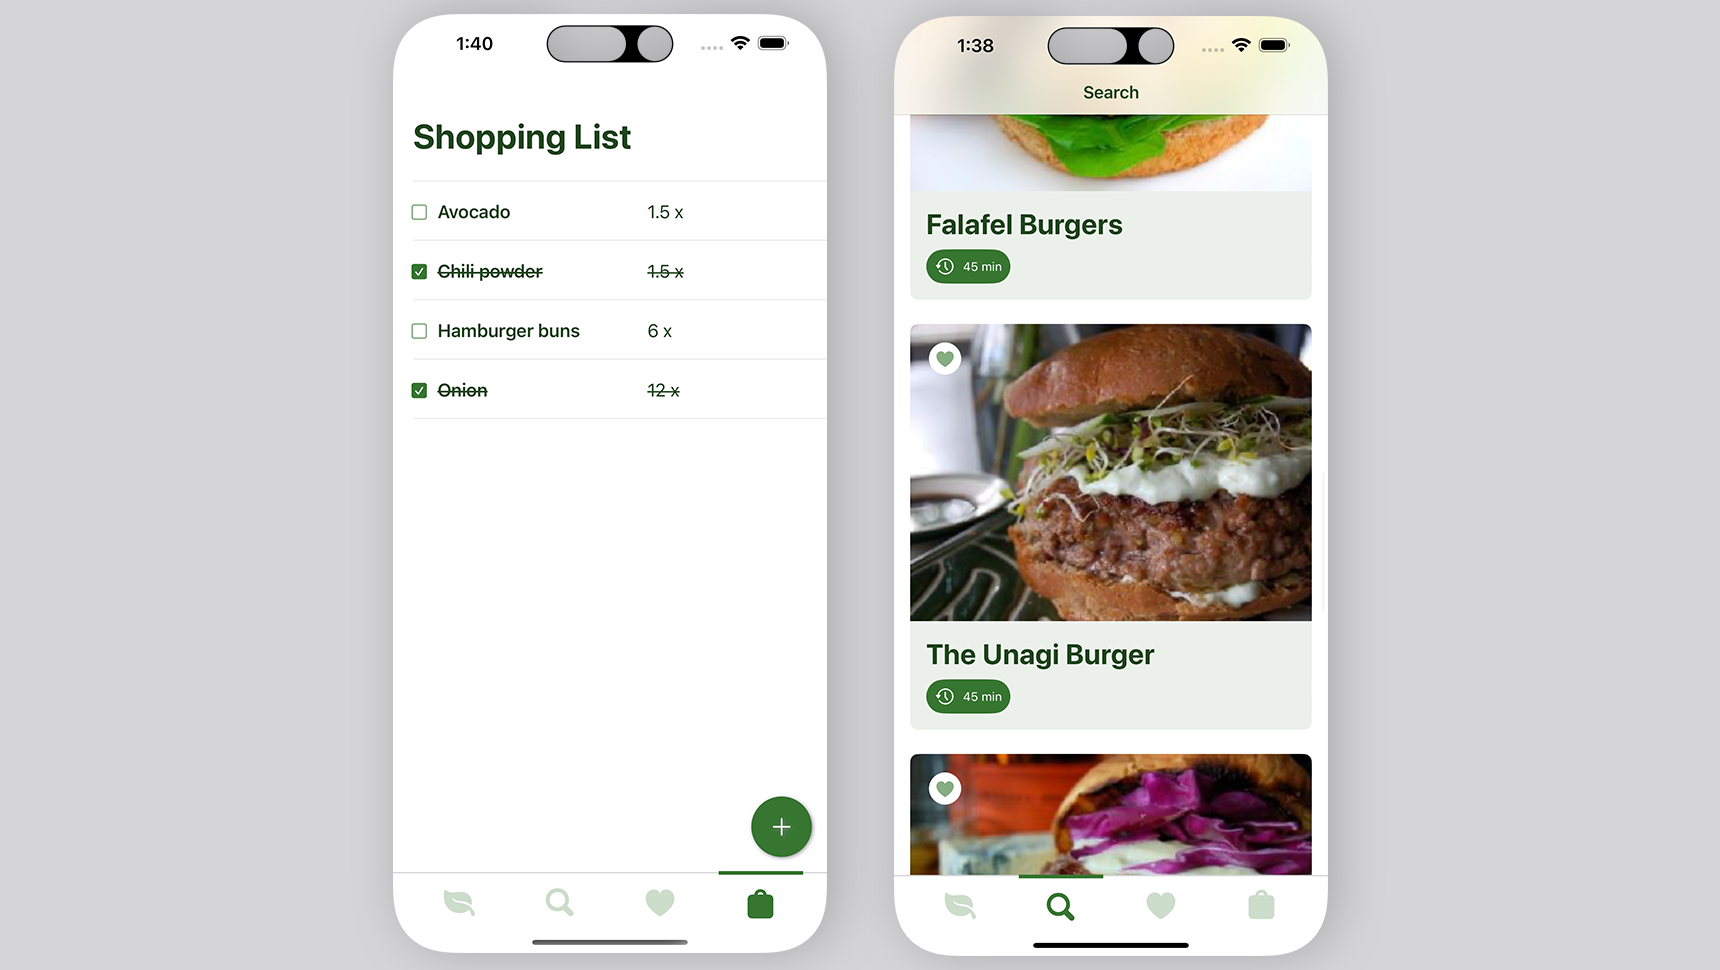 1:40
Shopping List
Avocado 1.5 x
Chili powder 1.5 x
Hamburger buns 6 x
Onion 12 x
1:38
Search
Falafel Burgers
45 min
The Unagi Burger
45 min